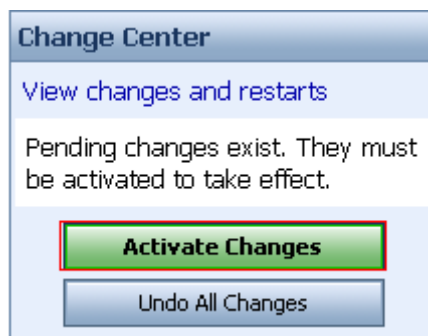 Change Center
View changes and restarts
Pending changes exist. They must
be activated to take effect.
Activate Changes
Undo All Changes